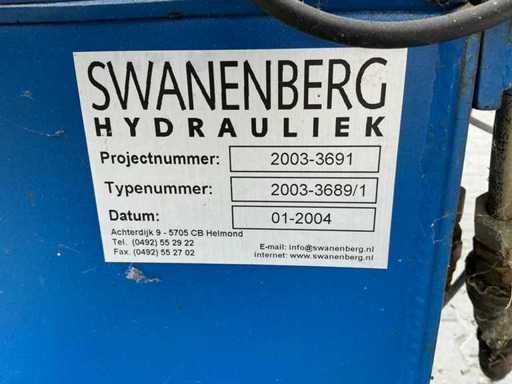 SWANENBERG
HYDRAULIEK
Projectnummer: 2003-3691
Typenummer: 2003-3689/1
Datum: 01-2004
Achterdijk 9 - 5705 CB Helmond
Tel. (0492) 55 29 22
Fax. (0492) 55 27 02
E-mail: info@swanenberg.nl
Internet: www.swanenberg.nl